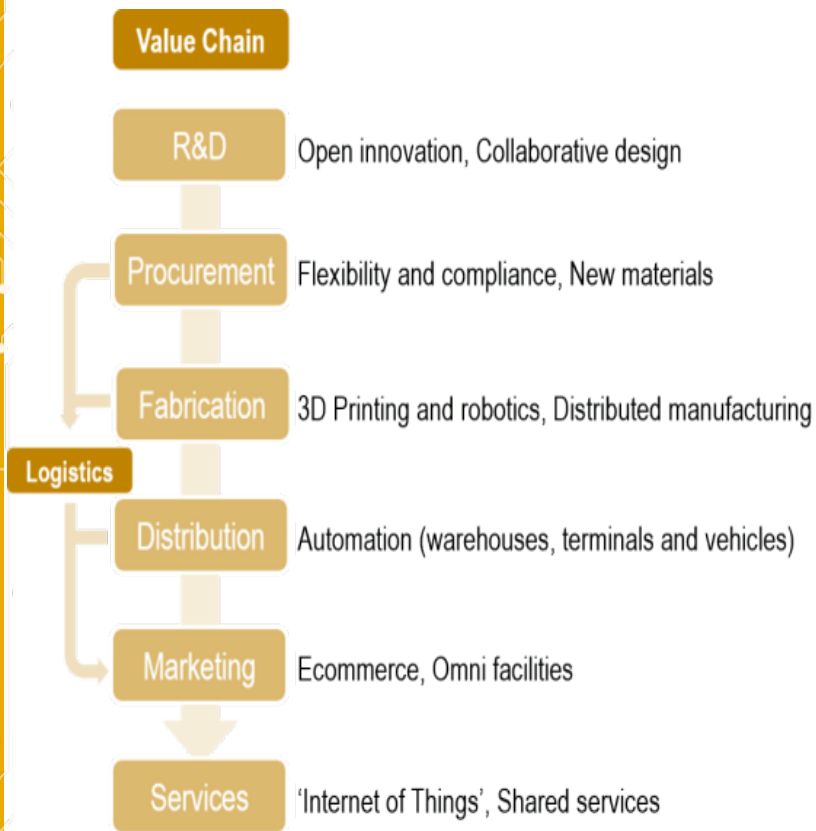 Value Chain
R&D
Open innovation, Collaborative design
Procurement
Flexibility and compliance, New materials
Fabrication
3D Printing and robotics, Distributed manufacturing
Logistics
Distribution
Automation (warehouses, terminals and vehicles)
Marketing
Ecommerce, Omni facilities
Services
‘Internet of Things’, Shared services